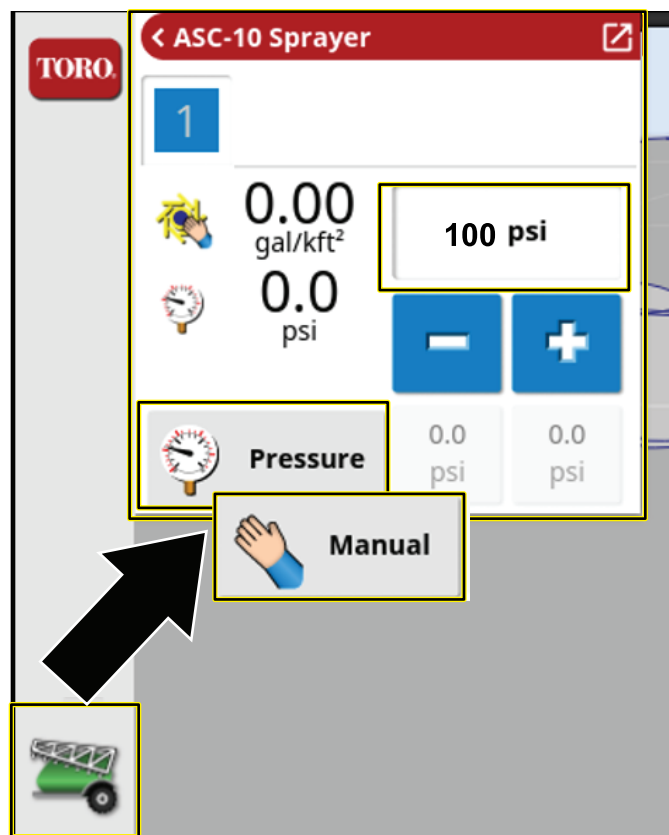 TORO.
ASC-10 Sprayer
1
0.00
gal/kft²
100 psi
0.0
psi
Pressure
0.0
psi
0.0
psi
Manual